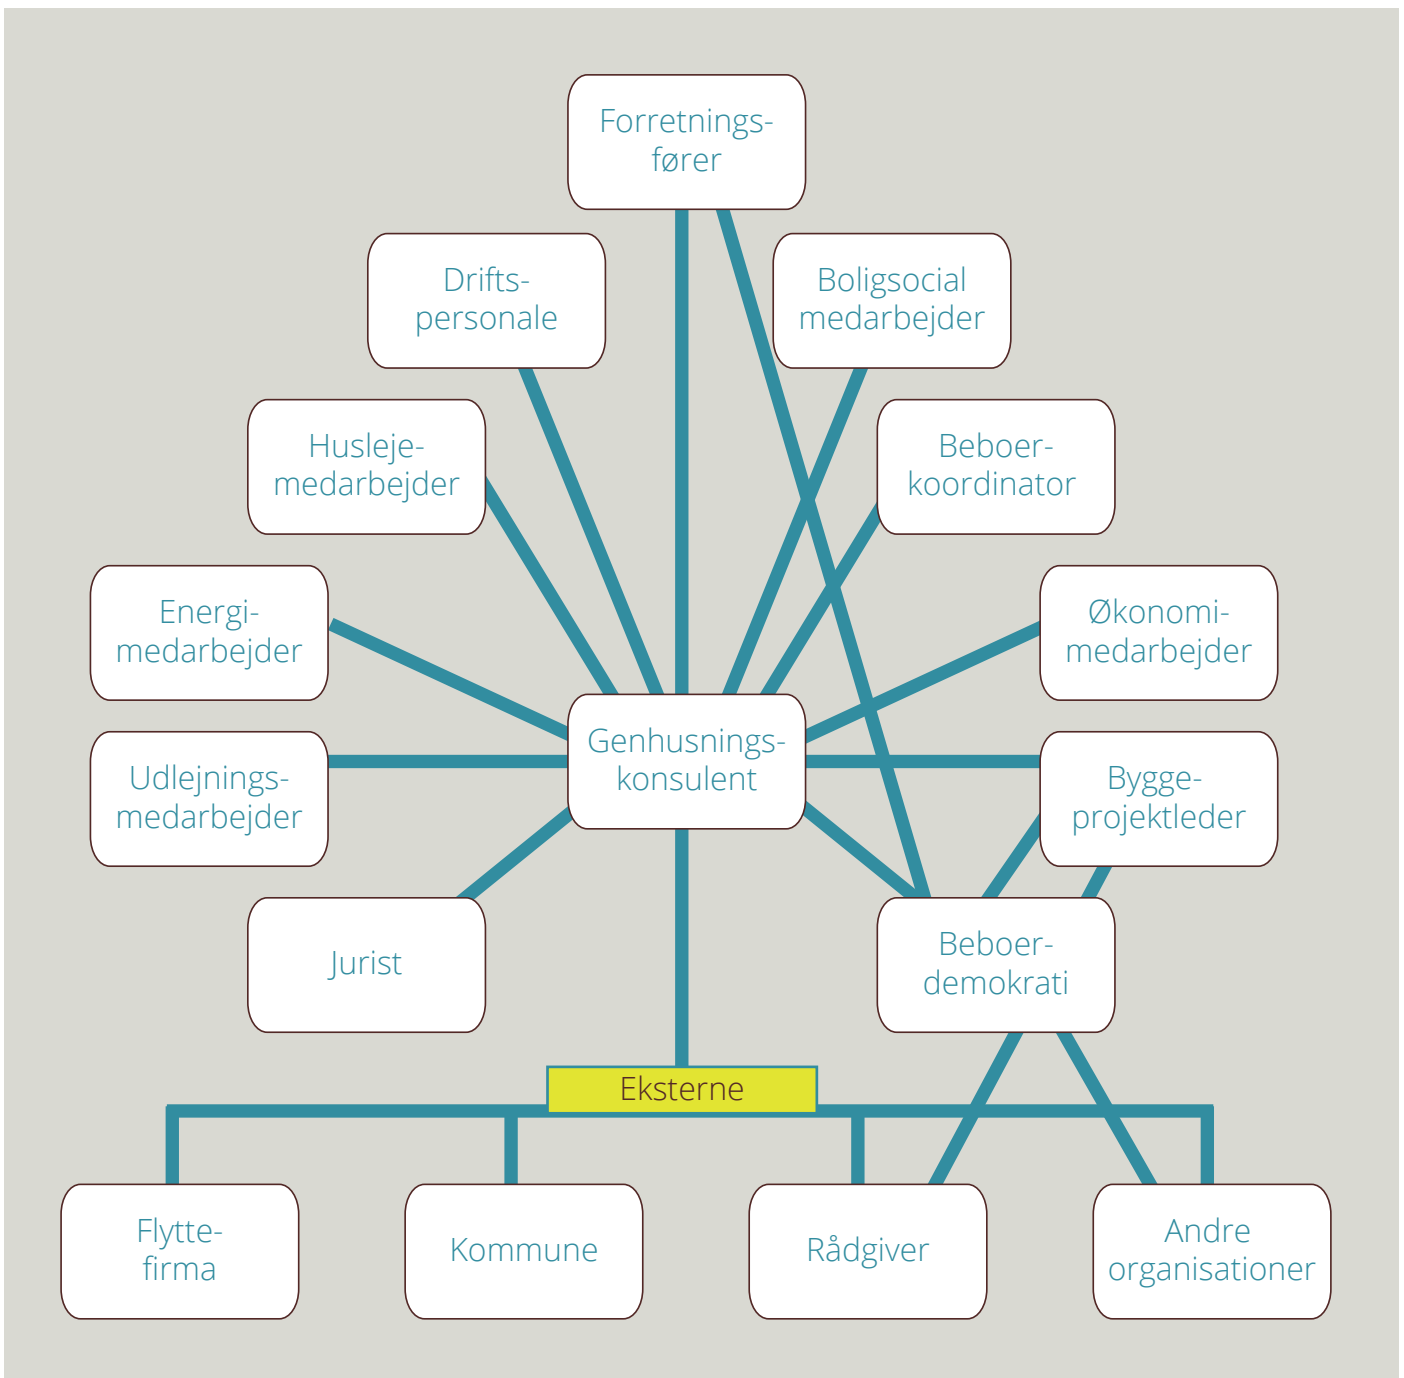 Forretnings-
fører
Drifts-
personale
Boligsocial
medarbejder
Husleje-
medarbejder
Beboer-
koordinator
Energi-
medarbejder
Økonomi-
medarbejder
Genhusnings-
konsulent
Udlejnings-
medarbejder
Bygge-
projektleder
Jurist
Beboer-
demokrati
Eksterne
Flytte-
firma
Kommune
Rådgiver
Andre
organisationer